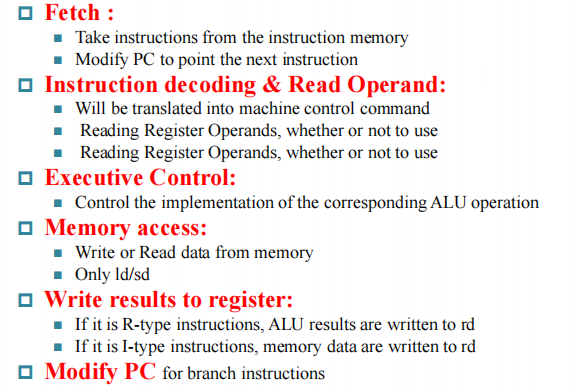 Fetch :
Take instructions from the instruction memory
Modify PC to point the next instruction
Instruction decoding & Read Operand:
Will be translated into machine control command
Reading Register Operands, whether or not to use
Reading Register Operands, whether or not to use
Executive Control:
Control the implementation of the corresponding ALU operation
Memory access:
Write or Read data from memory
Only ld/sd
Write results to register:
If it is R-type instructions, ALU results are written to rd
If it is I-type instructions, memory data are written to rd
Modify PC for branch instructions